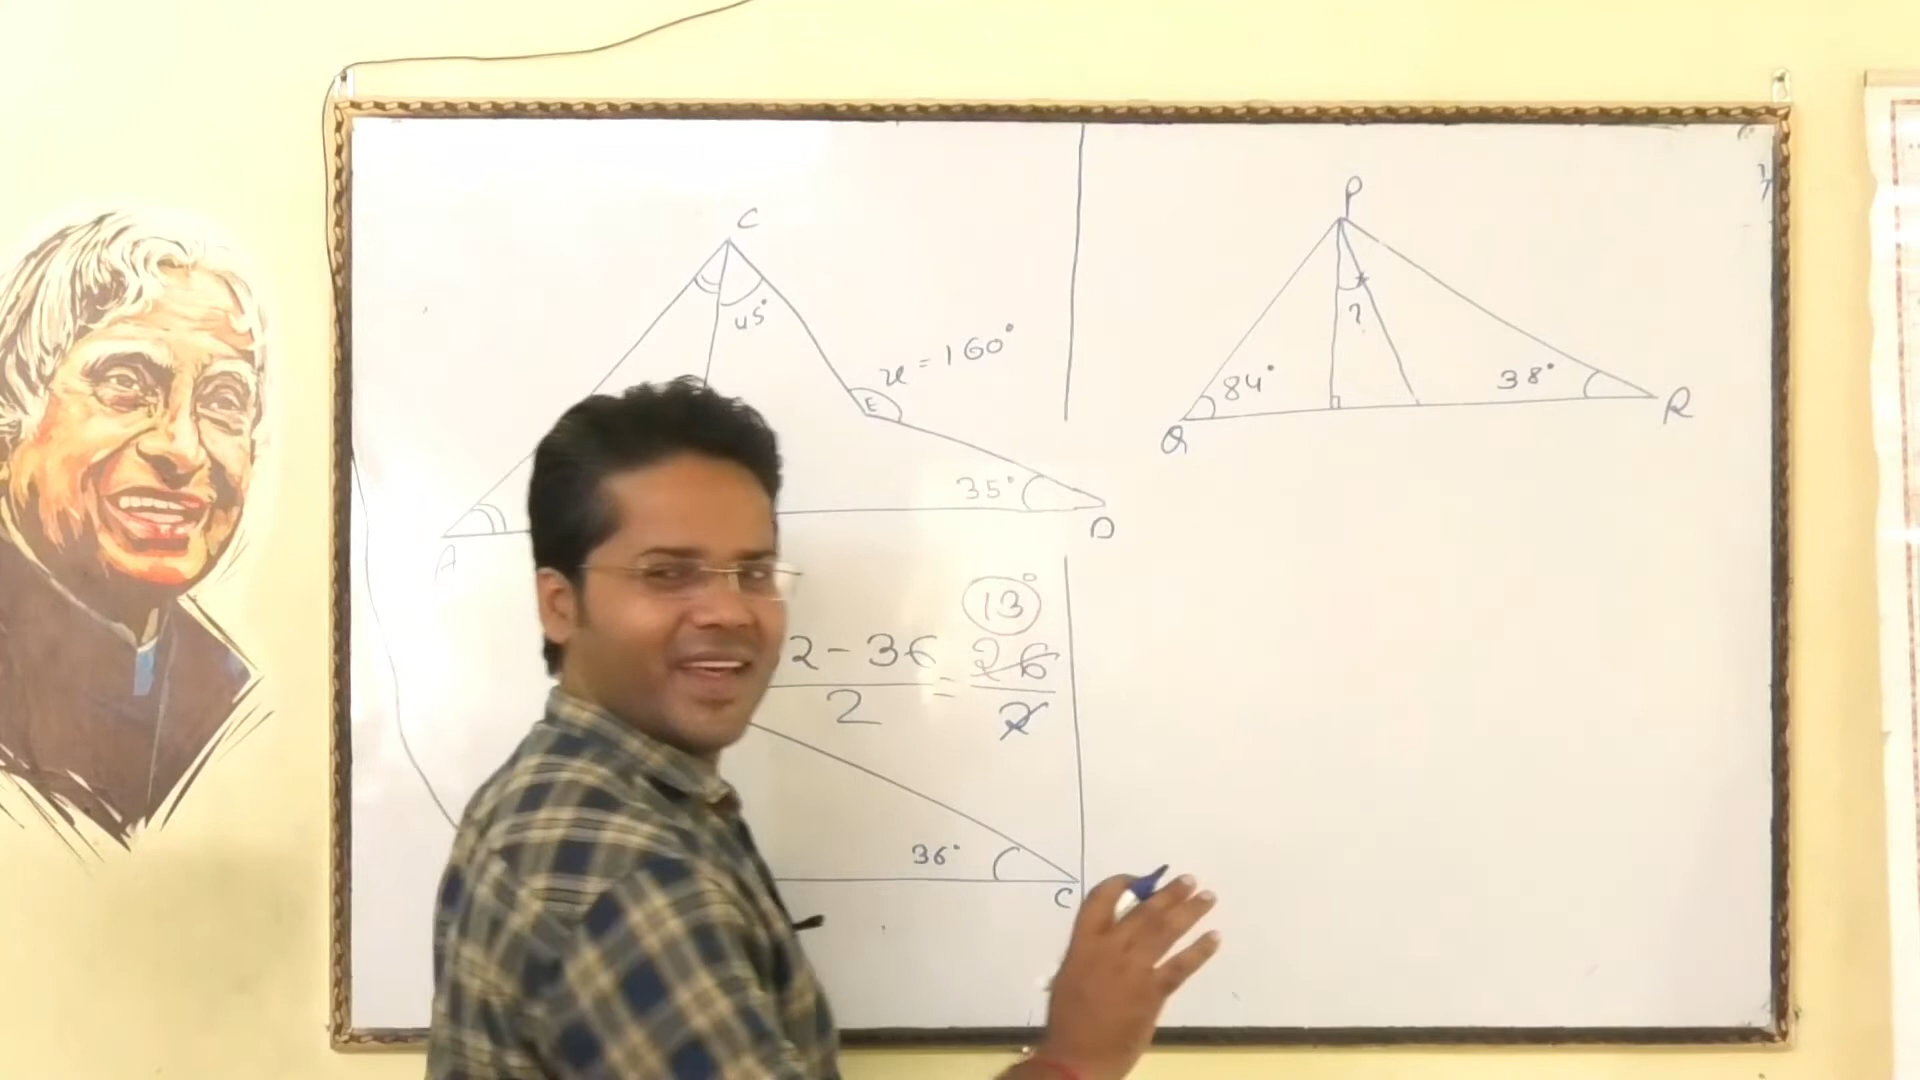 C
45°
x = 160°
E
35°
A
D
13°
2 - 36 / 2 = 26 / 2
36°
C
P
?
84°
38°
Q
R